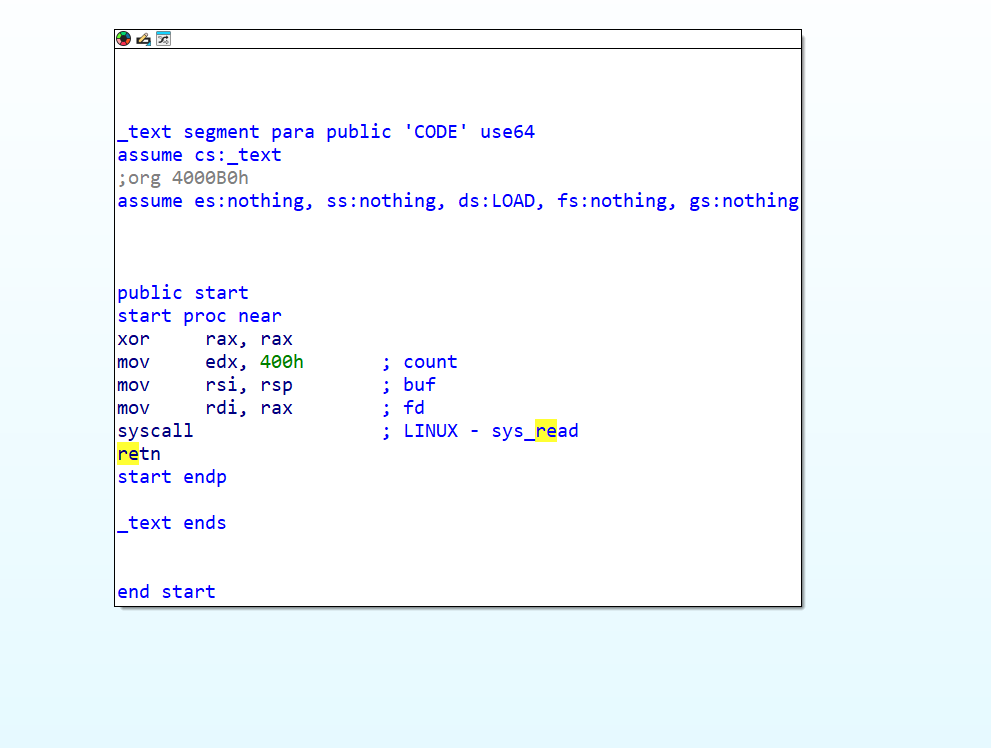 _text segment para public 'CODE' use64
assume cs:_text
;org 4000B0h
assume es:nothing, ss:nothing, ds:LOAD, fs:nothing, gs:nothing
public start
start proc near
xor     rax, rax
mov     edx, 400h       ; count
mov     rsi, rsp        ; buf
mov     rdi, rax        ; fd
syscall                 ; LINUX - sys_read
retn
start endp
_text ends
end start